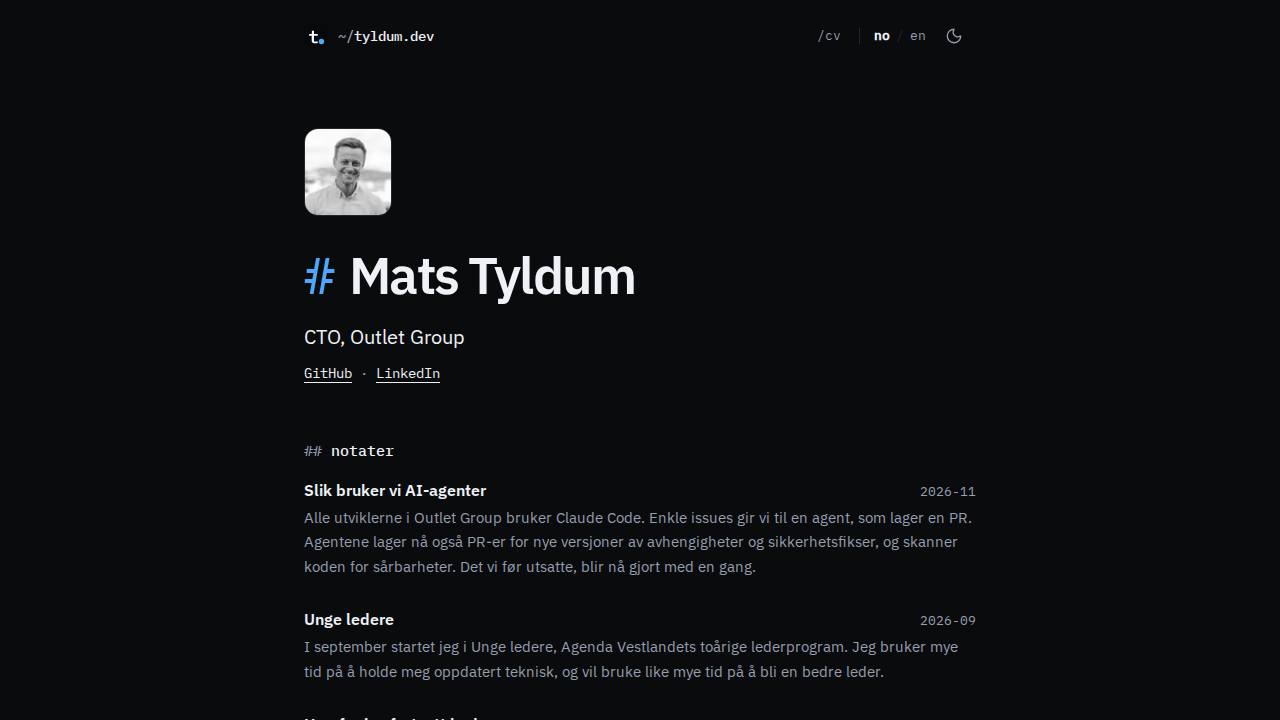 t. ~/tyldum.dev /cv no / en
# Mats Tyldum
CTO, Outlet Group
GitHub · LinkedIn
## notater
Slik bruker vi AI-agenter 2026-11
Alle utviklerne i Outlet Group bruker Claude Code. Enkle issues gir vi til en agent, som lager en PR.
Agentene lager nå også PR-er for nye versjoner av avhengigheter og sikkerhetsfikser, og skanner
koden for sårbarheter. Det vi før utsatte, blir nå gjort med en gang.
Unge ledere 2026-09
I september startet jeg i Unge ledere, Agenda Vestlandets toårige lederprogram. Jeg bruker mye
tid på å holde meg oppdatert teknisk, og vil bruke like mye tid på å bli en bedre leder.